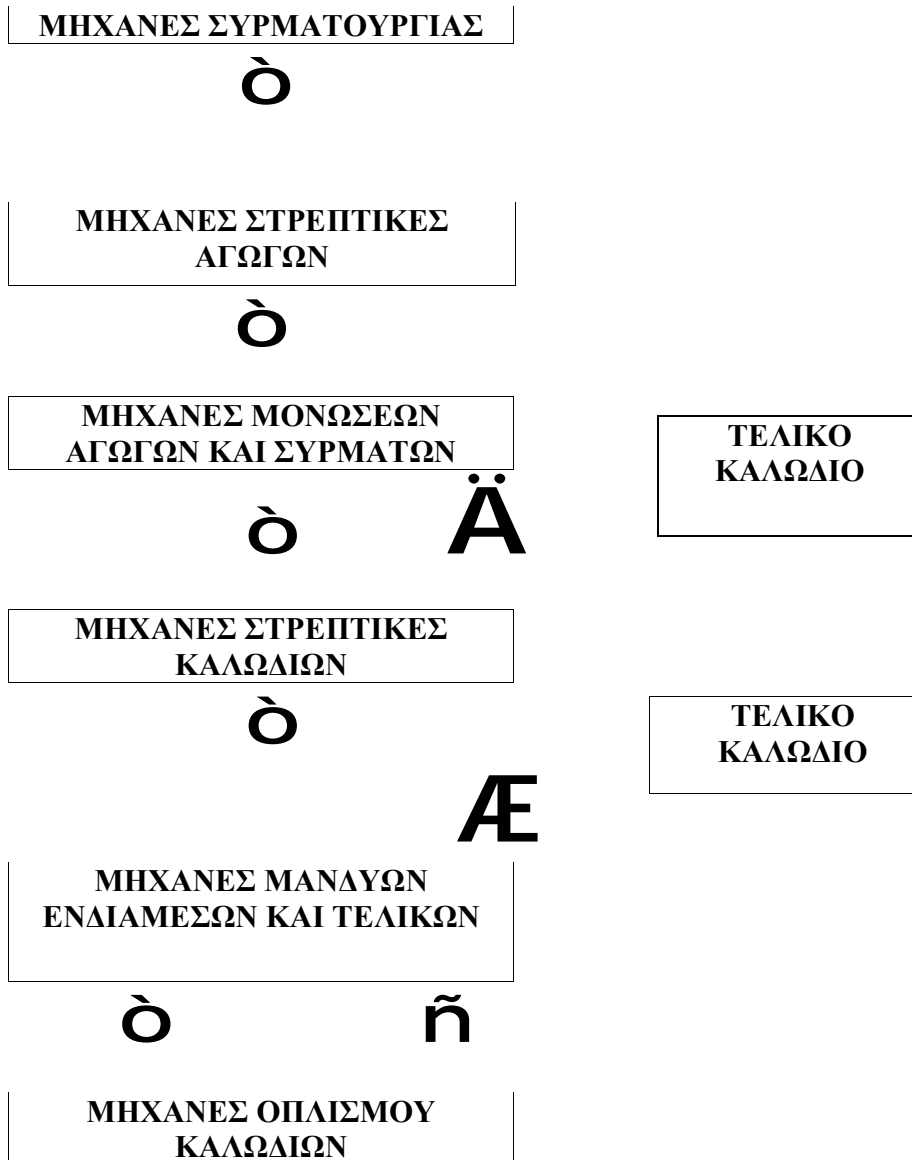 ΜΗΧΑΝΕΣ ΣΥΡΜΑΤΟΥΡΓΙΑΣ
ò
ΜΗΧΑΝΕΣ ΣΤΡΕΠΤΙΚΕΣ
ΑΓΩΓΩΝ
ò
ΜΗΧΑΝΕΣ ΜΟΝΩΣΕΩΝ
ΑΓΩΓΩΝ ΚΑΙ ΣΥΡΜΑΤΩΝ
ΤΕΛΙΚΟ
ΚΑΛΩΔΙΟ
ò Ä
ΜΗΧΑΝΕΣ ΣΤΡΕΠΤΙΚΕΣ
ΚΑΛΩΔΙΩΝ
ò
ΤΕΛΙΚΟ
ΚΑΛΩΔΙΟ
Æ
ΜΗΧΑΝΕΣ ΜΑΝΔΥΩΝ
ΕΝΔΙΑΜΕΣΩΝ ΚΑΙ ΤΕΛΙΚΩΝ
ò ñ
ΜΗΧΑΝΕΣ ΟΠΛΙΣΜΟΥ
ΚΑΛΩΔΙΩΝ